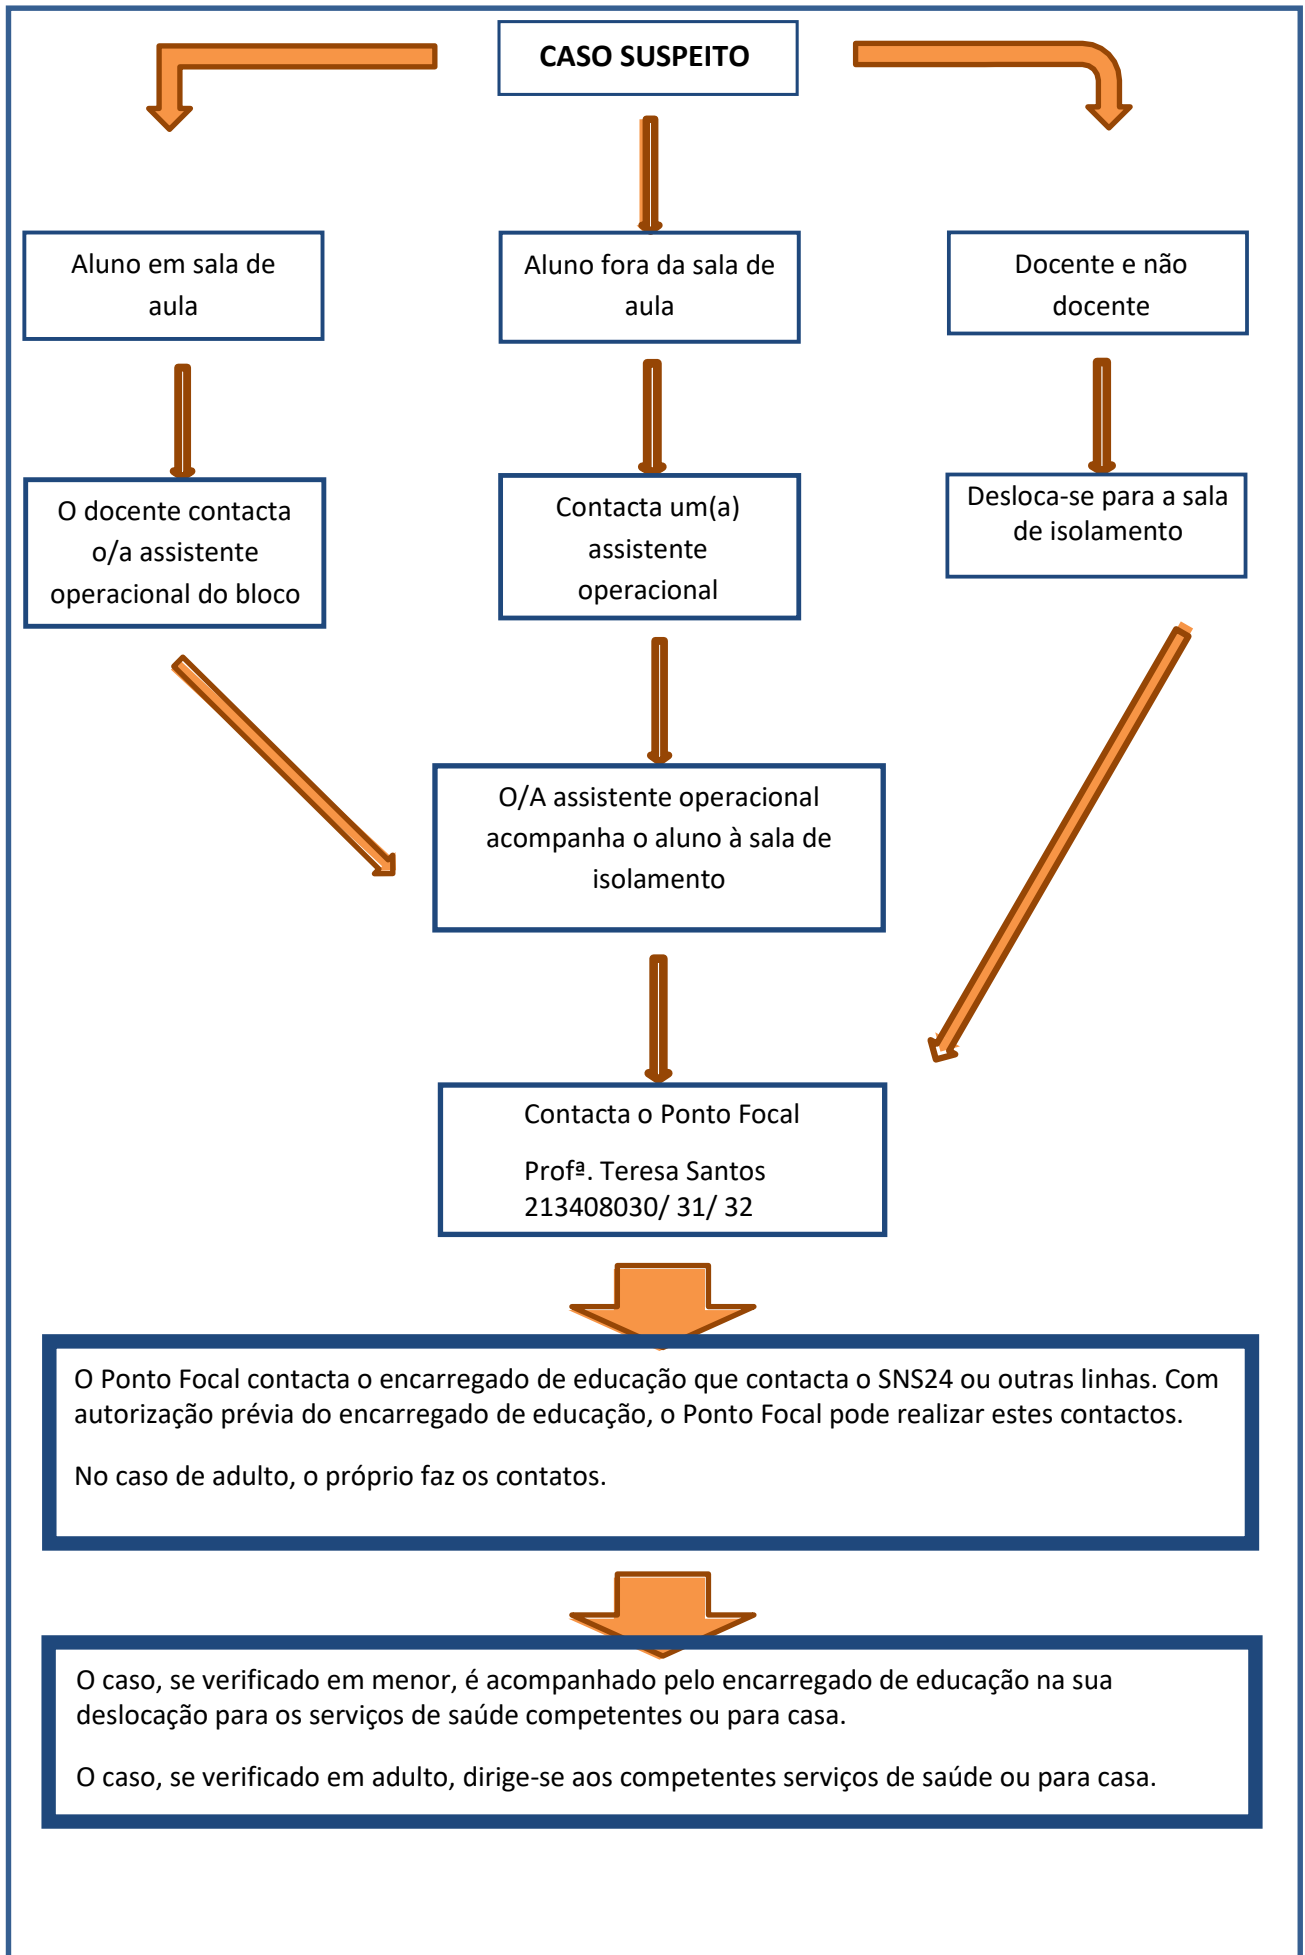 CASO SUSPEITO
Aluno em sala de
aula
Aluno fora da sala de
aula
Docente e não
docente
O docente contacta
o/a assistente
operacional do bloco
Contacta um(a)
assistente
operacional
Desloca-se para a sala
de isolamento
O/A assistente operacional
acompanha o aluno à sala de
isolamento
Contacta o Ponto Focal
Profª. Teresa Santos
213408030/ 31/ 32
O Ponto Focal contacta o encarregado de educação que contacta o SNS24 ou outras linhas. Com
autorização prévia do encarregado de educação, o Ponto Focal pode realizar estes contactos.
No caso de adulto, o próprio faz os contatos.
O caso, se verificado em menor, é acompanhado pelo encarregado de educação na sua
deslocação para os serviços de saúde competentes ou para casa.
O caso, se verificado em adulto, dirige-se aos competentes serviços de saúde ou para casa.